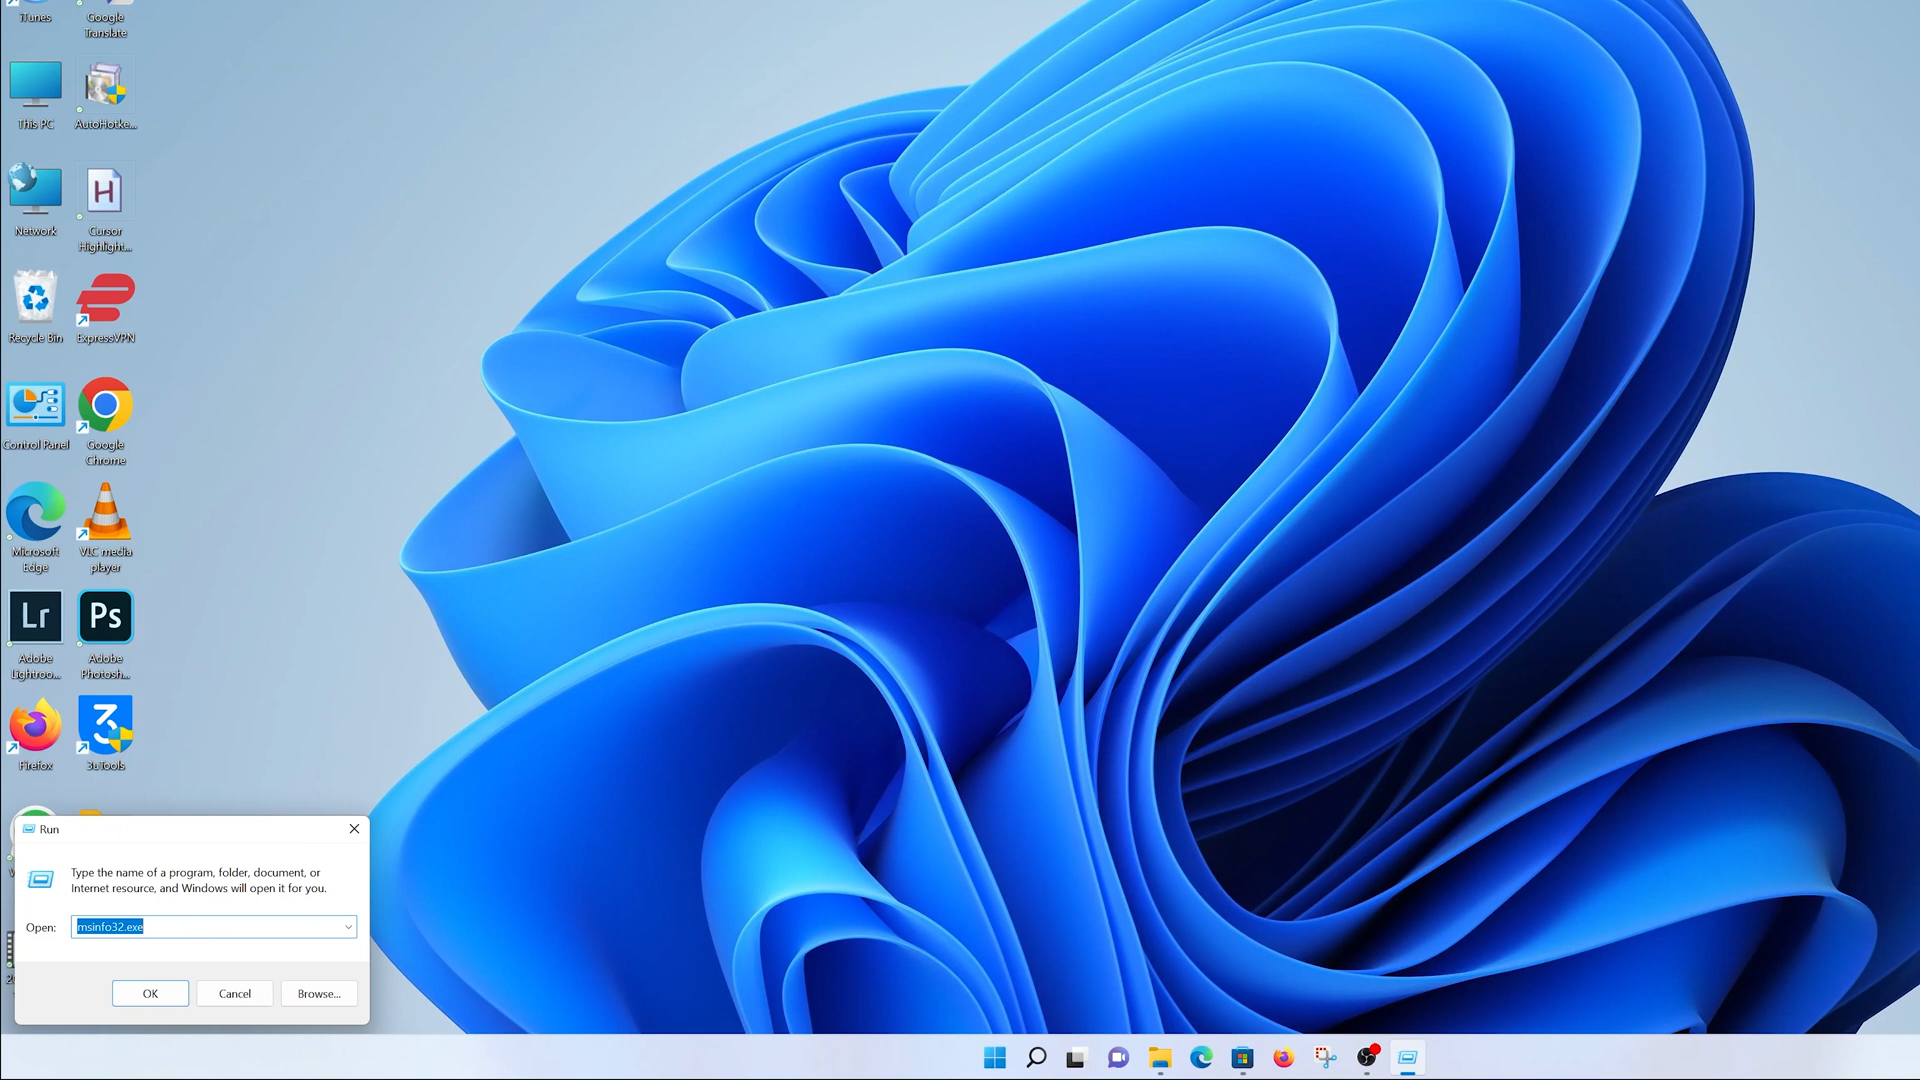 iTunes
Google
Translate
This PC
AutoHotke...
Network
H
Cursor
Highlight...
Recycle Bin
ExpressVPN
Control Panel
Google
Chrome
Microsoft
Edge
VLC media
player
Lr
Ps
Adobe
Lightroo...
Adobe
Photosh...
Firefox
3uTools
Run
Type the name of a program, folder, document, or
Internet resource, and Windows will open it for you.
Open:
msinfo32.exe
OK
Cancel
Browse...